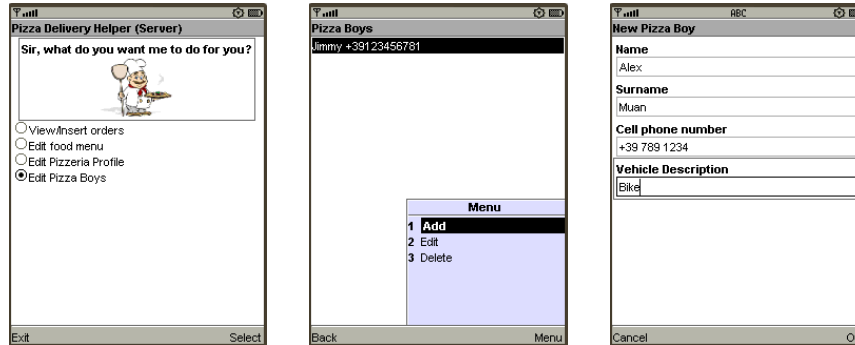 Pizza Delivery Helper (Server)
Sir, what do you want me to do for you?
View/Insert orders
Edit food menu
Edit Pizzeria Profile
Edit Pizza Boys
Exit Select
Pizza Boys
Jimmy +39123456781
Menu
1 Add
2 Edit
3 Delete
Back Menu
ABC
New Pizza Boy
Name
Alex
Surname
Muan
Cell phone number
+39 789 1234
Vehicle Description
Bike
Cancel